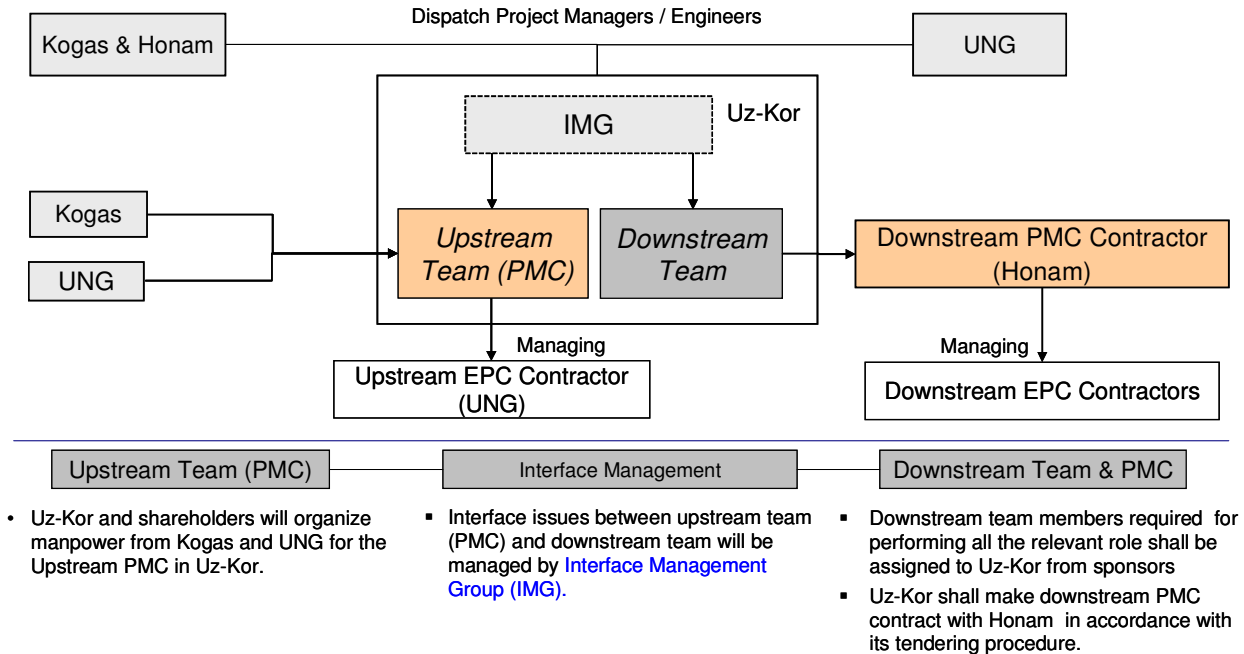 Dispatch Project Managers / Engineers
Kogas & Honam
UNG
IMG
Uz-Kor
Kogas
UNG
Upstream
Team (PMC)
Downstream
Team
Downstream PMC Contractor
(Honam)
Managing
Upstream EPC Contractor
(UNG)
Managing
Downstream EPC Contractors
Upstream Team (PMC)
Interface Management
Downstream Team & PMC
• Uz-Kor and shareholders will organize
manpower from Kogas and UNG for the
Upstream PMC in Uz-Kor.
▪ Interface issues between upstream team
(PMC) and downstream team will be
managed by Interface Management
Group (IMG).
▪ Downstream team members required for
performing all the relevant role shall be
assigned to Uz-Kor from sponsors
▪ Uz-Kor shall make downstream PMC
contract with Honam in accordance with
its tendering procedure.